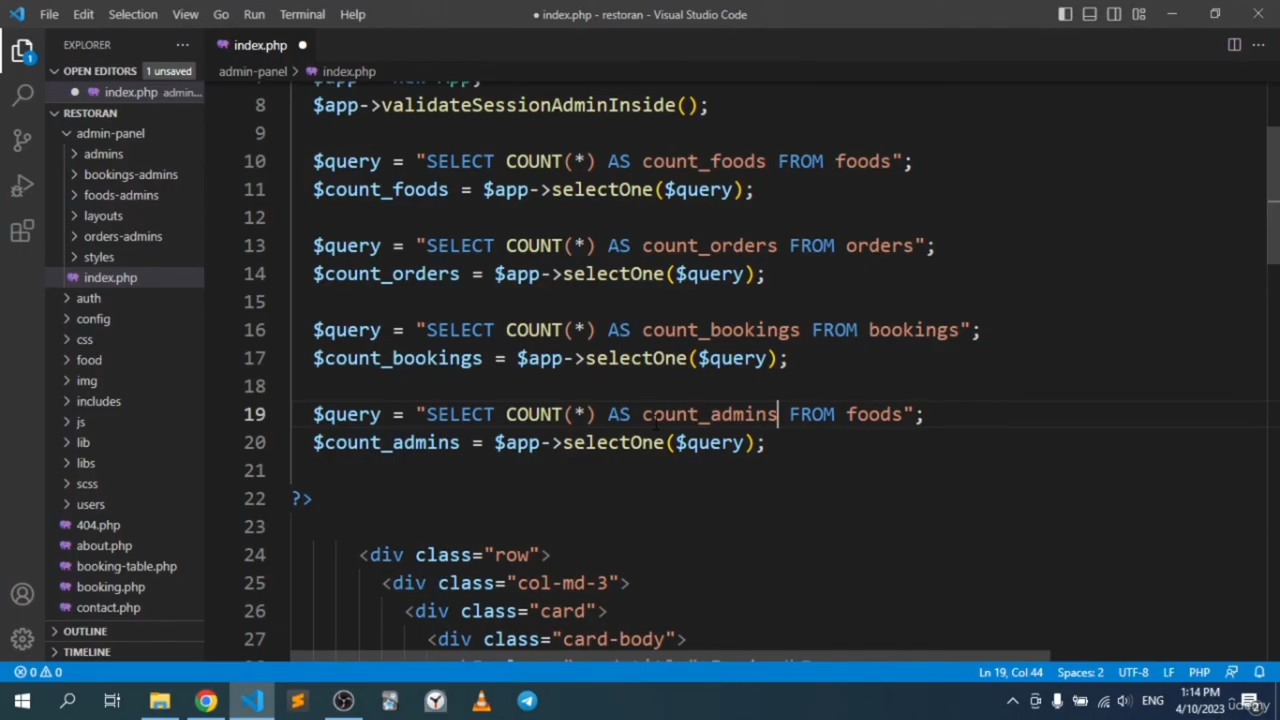 File Edit Selection View Go Run Terminal Help
● index.php - restoran - Visual Studio Code
EXPLORER
index.php
OPEN EDITORS 1 unsaved
admin-panel > index.php
index.php admin...
RESTORAN
admin-panel
admins
bookings-admins
foods-admins
layouts
orders-admins
styles
index.php
auth
config
css
food
img
includes
js
lib
libs
scss
users
404.php
about.php
booking-table.php
booking.php
contact.php
OUTLINE
TIMELINE
8 $app->validateSessionAdminInside();
9
10 $query = "SELECT COUNT(*) AS count_foods FROM foods";
11 $count_foods = $app->selectOne($query);
12
13 $query = "SELECT COUNT(*) AS count_orders FROM orders";
14 $count_orders = $app->selectOne($query);
15
16 $query = "SELECT COUNT(*) AS count_bookings FROM bookings";
17 $count_bookings = $app->selectOne($query);
18
19 $query = "SELECT COUNT(*) AS count_admins FROM foods";
20 $count_admins = $app->selectOne($query);
21
22 ?>
23
24 <div class="row">
25 <div class="col-md-3">
26 <div class="card">
27 <div class="card-body">
0 0 Ln 19, Col 44 Spaces: 2 UTF-8 LF PHP
ENG 1:14 PM
4/10/2023
udemy